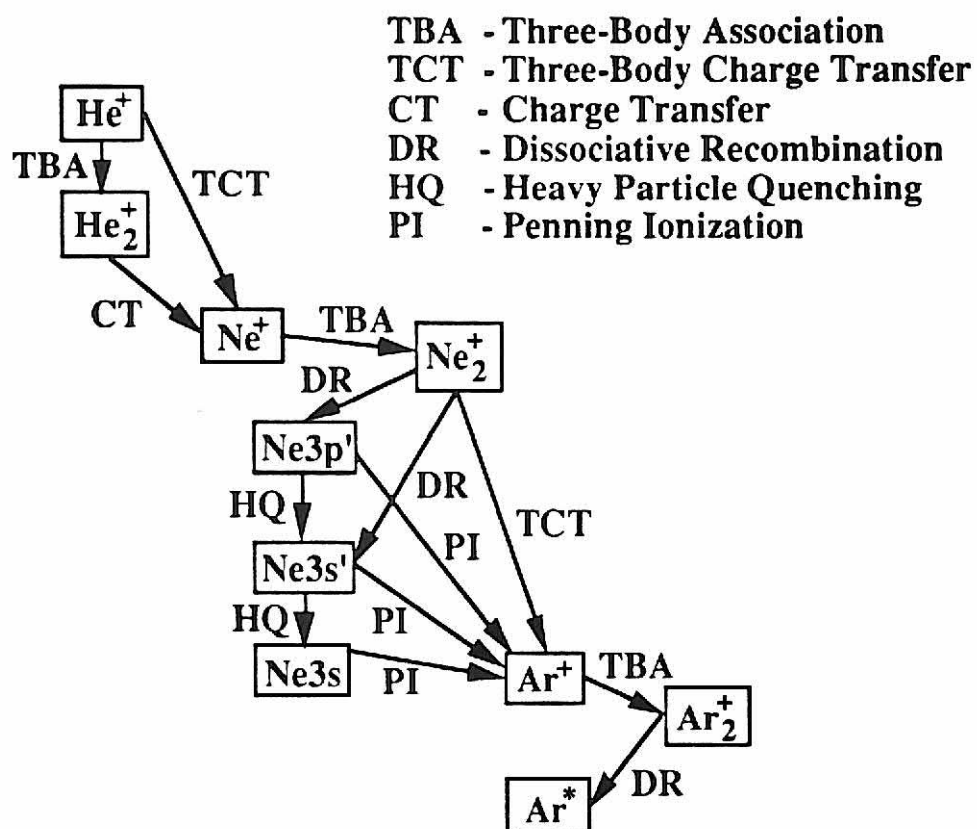 TBA - Three-Body Association
TCT - Three-Body Charge Transfer
CT - Charge Transfer
DR - Dissociative Recombination
HQ - Heavy Particle Quenching
PI - Penning Ionization
He⁺
TBA
TCT
He₂⁺
CT
Ne⁺
TBA
Ne₂⁺
DR
Ne3p'
DR
HQ
TCT
PI
Ne3s'
HQ
PI
Ne3s
PI
Ar⁺
TBA
Ar₂⁺
DR
Ar*